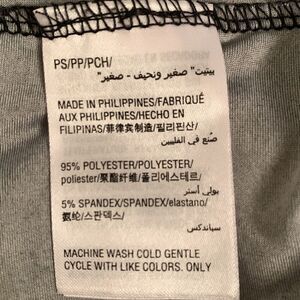 PS/PP/PCH/
بيتيت" صغير ونحيف - صغير"
MADE IN PHILIPPINES/FABRIQUÉ
AUX PHILIPPINES/HECHO EN
FILIPINAS/菲律宾制造/필리핀산/
صُنع في الفلبين
95% POLYESTER/POLYESTER/
poliester/聚酯纤维/폴리에스테르/
بولي أستر
5% SPANDEX/SPANDEX/elastano/
氨纶/스판덱스/
سباندكس
MACHINE WASH COLD GENTLE
CYCLE WITH LIKE COLORS. ONLY